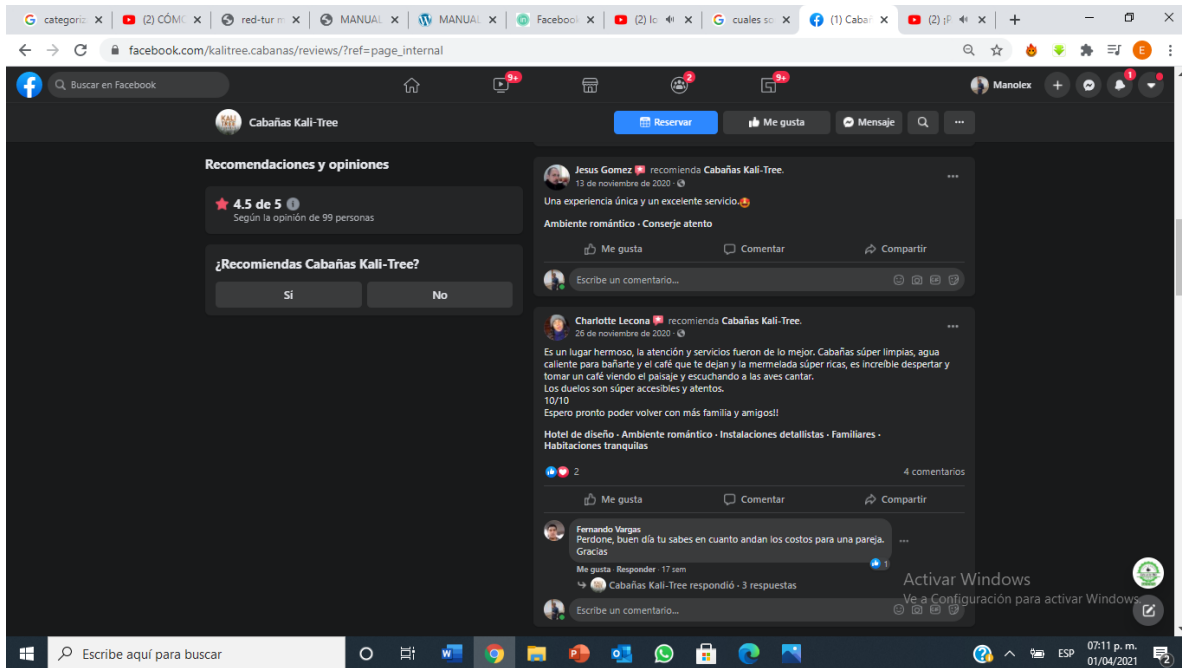 categoriz
(2) CÓMO
red-tur m
MANUAL
MANUAL
Facebook
(2) lo
cuales so
(1) Cabañ
(2) ¡P
facebook.com/kalitree.cabanas/reviews/?ref=page_internal
E
Buscar en Facebook
9+
2
9+
Manolex
1
KALI TREE
Cabañas Kali-Tree
Reservar
Me gusta
Mensaje
Recomendaciones y opiniones
4.5 de 5
Según la opinión de 99 personas
¿Recomiendas Cabañas Kali-Tree?
Sí
No
Jesus Gomez recomienda Cabañas Kali-Tree.
13 de noviembre de 2020 ·
Una experiencia única y un excelente servicio.
Ambiente romántico · Conserje atento
Me gusta
Comentar
Compartir
Escribe un comentario...
Charlotte Lecona recomienda Cabañas Kali-Tree.
26 de noviembre de 2020 ·
Es un lugar hermoso, la atención y servicios fueron de lo mejor. Cabañas súper limpias, agua
caliente para bañarte y el café que te dejan y la mermelada súper ricas, es increíble despertar y
tomar un café viendo el paisaje y escuchando a las aves cantar.
Los duelos son súper accesibles y atentos.
10/10
Espero pronto poder volver con más familia y amigos!!
Hotel de diseño · Ambiente romántico · Instalaciones detallistas · Familiares ·
Habitaciones tranquilas
2
4 comentarios
Me gusta
Comentar
Compartir
Fernando Vargas
Perdone, buen día tu sabes en cuanto andan los costos para una pareja.
Gracias
1
Me gusta · Responder · 17 sem
Cabañas Kali-Tree respondió · 3 respuestas
Escribe un comentario...
Activar Windows
Ve a Configuración para activar Windows.
Escribe aquí para buscar
ESP
07:11 p. m.
01/04/2021
2